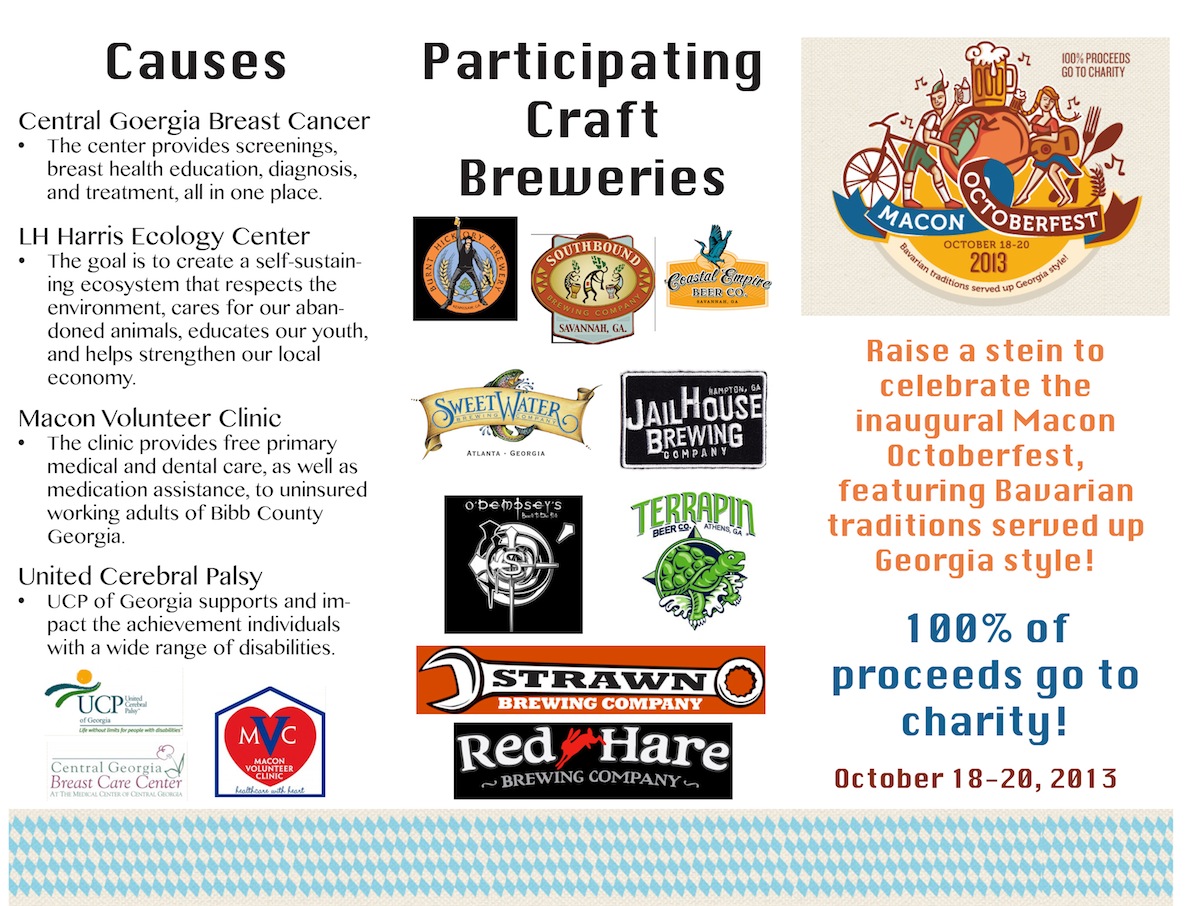 Causes
Central Goergia Breast Cancer
• The center provides screenings,
breast health education, diagnosis,
and treatment, all in one place.
LH Harris Ecology Center
• The goal is to create a self-sustain-
ing ecosystem that respects the
environment, cares for our aban-
doned animals, educates our youth,
and helps strengthen our local
economy.
Macon Volunteer Clinic
• The clinic provides free primary
medical and dental care, as well as
medication assistance, to uninsured
working adults of Bibb County
Georgia.
United Cerebral Palsy
• UCP of Georgia supports and im-
pact the achievement individuals
with a wide range of disabilities.
UCP United
Cerebral
Palsy
of Georgia
Life without limits for people with disabilities
Central Georgia
Breast Care Center
AT THE MEDICAL CENTER OF CENTRAL GEORGIA
MVC
MACON
VOLUNTEER
CLINIC
healthcare with heart
Participating
Craft
Breweries
BURNT HICKORY BREWERY
SOUTHBOUND
BREWING COMPANY
SAVANNAH, GA.
Coastal Empire
BEER CO.
SAVANNAH, GA
SWEETWATER
BREWING COMPANY
ATLANTA - GEORGIA
HAMPTON, GA
JAILHOUSE
BREWING
COMPANY
O'DEMPSEY'S
TERRAPIN
BEER CO. ATHENS, GA
STRAWN
BREWING COMPANY
Red Hare
~ BREWING COMPANY ~
100% PROCEEDS
GO TO CHARITY
MACON OCTOBERFEST
OCTOBER 18-20
2013
Bavarian traditions served up Georgia style!
Raise a stein to
celebrate the
inaugural Macon
Octoberfest,
featuring Bavarian
traditions served up
Georgia style!
100% of
proceeds go to
charity!
October 18-20, 2013